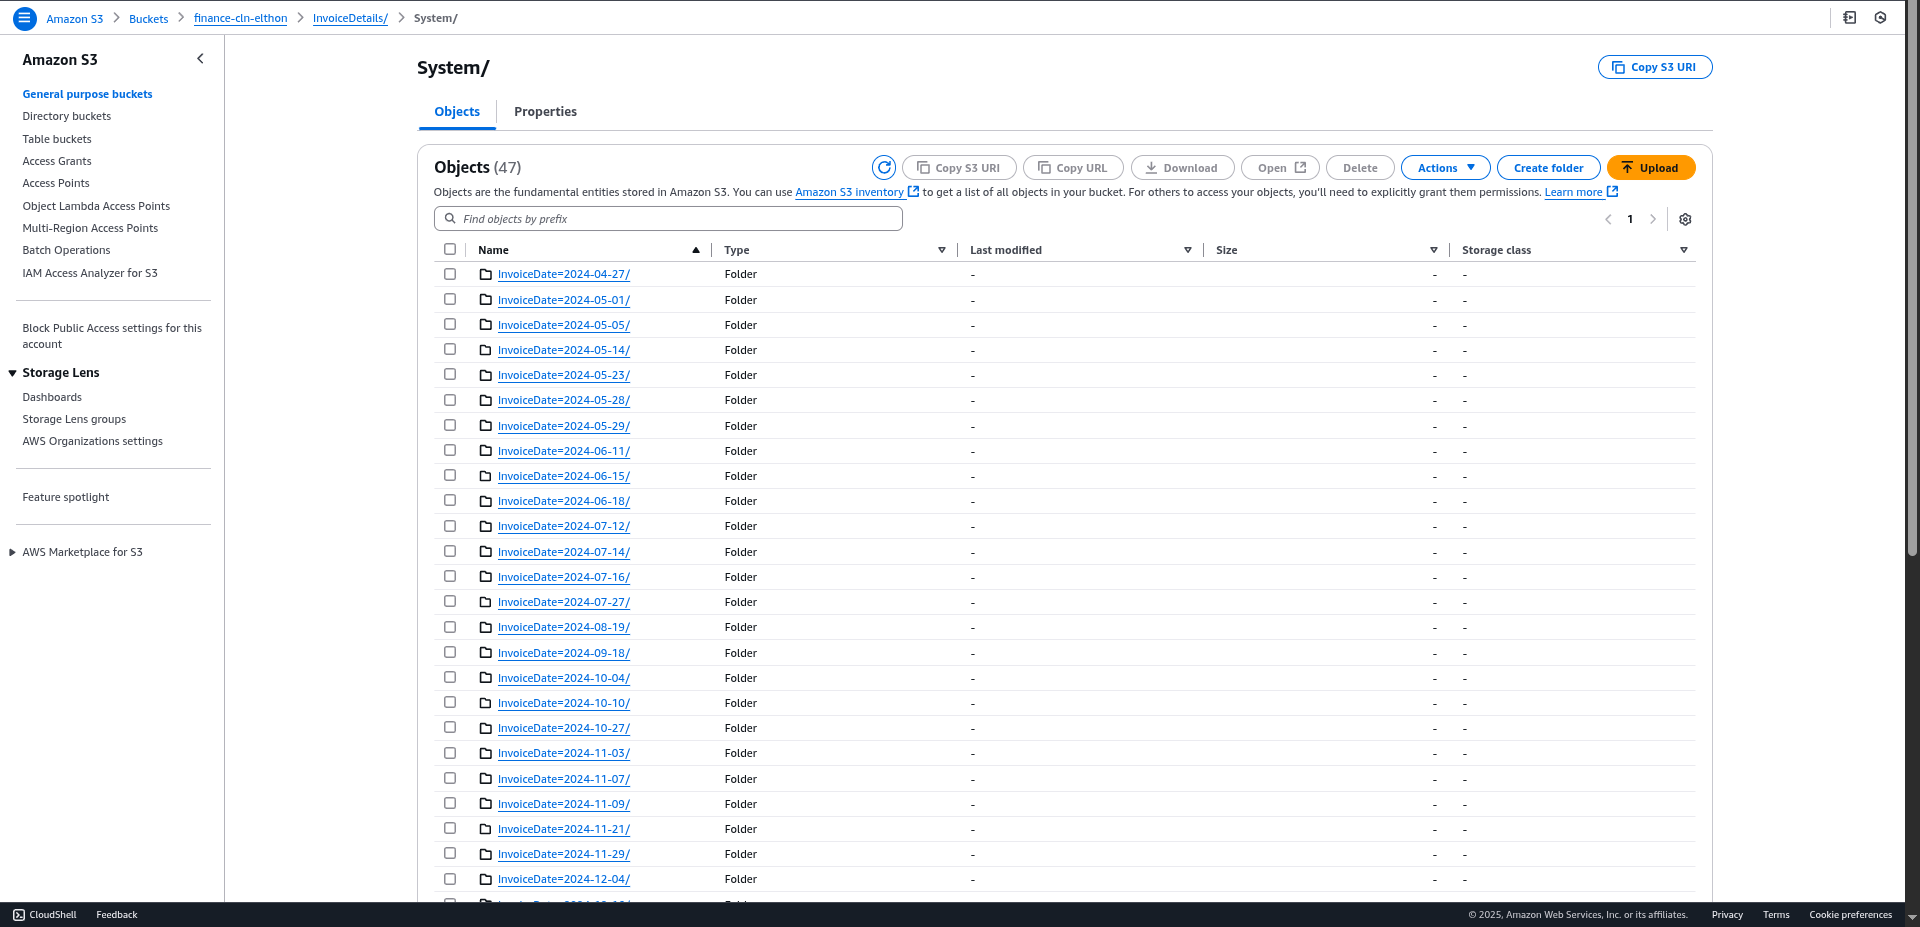 Amazon S3 > Buckets > finance-cln-elthon > InvoiceDetails/ > System/
Amazon S3
General purpose buckets
Directory buckets
Table buckets
Access Grants
Access Points
Object Lambda Access Points
Multi-Region Access Points
Batch Operations
IAM Access Analyzer for S3
Block Public Access settings for this
account
Storage Lens
Dashboards
Storage Lens groups
AWS Organizations settings
Feature spotlight
AWS Marketplace for S3
System/
Copy S3 URI
Objects Properties
Objects (47)
Copy S3 URI Copy URL Download Open Delete Actions Create folder Upload
Objects are the fundamental entities stored in Amazon S3. You can use Amazon S3 inventory to get a list of all objects in your bucket. For others to access your objects, you'll need to explicitly grant them permissions. Learn more
Find objects by prefix
1
Name Type Last modified Size Storage class
InvoiceDate=2024-04-27/ Folder - - -
InvoiceDate=2024-05-01/ Folder - - -
InvoiceDate=2024-05-05/ Folder - - -
InvoiceDate=2024-05-14/ Folder - - -
InvoiceDate=2024-05-23/ Folder - - -
InvoiceDate=2024-05-28/ Folder - - -
InvoiceDate=2024-05-29/ Folder - - -
InvoiceDate=2024-06-11/ Folder - - -
InvoiceDate=2024-06-15/ Folder - - -
InvoiceDate=2024-06-18/ Folder - - -
InvoiceDate=2024-07-12/ Folder - - -
InvoiceDate=2024-07-14/ Folder - - -
InvoiceDate=2024-07-16/ Folder - - -
InvoiceDate=2024-07-27/ Folder - - -
InvoiceDate=2024-08-19/ Folder - - -
InvoiceDate=2024-09-18/ Folder - - -
InvoiceDate=2024-10-04/ Folder - - -
InvoiceDate=2024-10-10/ Folder - - -
InvoiceDate=2024-10-27/ Folder - - -
InvoiceDate=2024-11-03/ Folder - - -
InvoiceDate=2024-11-07/ Folder - - -
InvoiceDate=2024-11-09/ Folder - - -
InvoiceDate=2024-11-21/ Folder - - -
InvoiceDate=2024-11-29/ Folder - - -
InvoiceDate=2024-12-04/ Folder - - -
CloudShell Feedback © 2025, Amazon Web Services, Inc. or its affiliates. Privacy Terms Cookie preferences